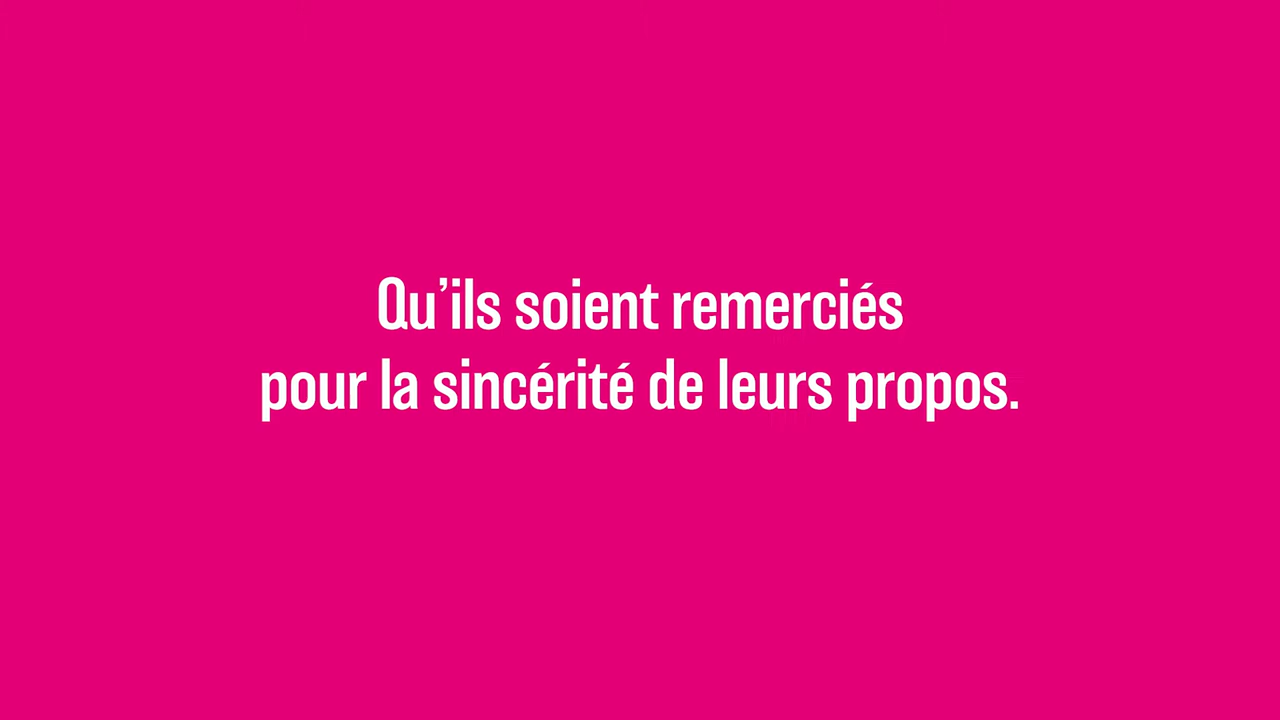 Qu’ils soient remerciés
pour la sincérité de leurs propos.